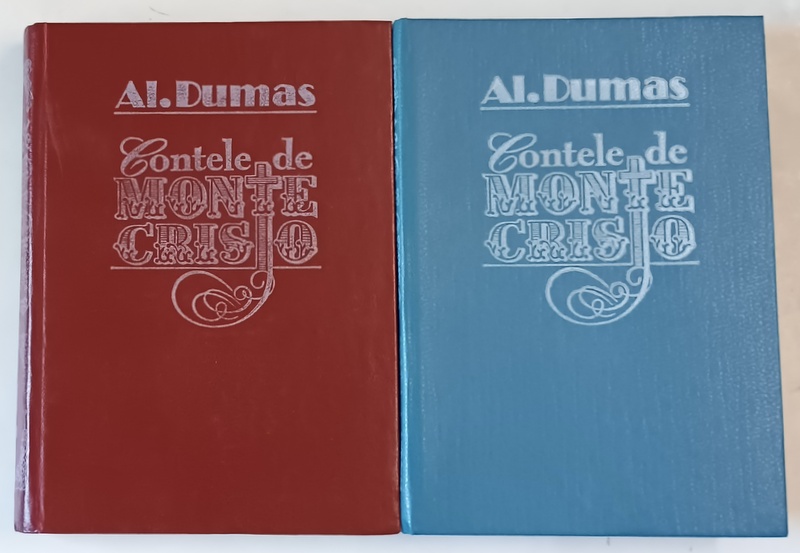 Al. Dumas
Contele de
MONTE
CRISTO
Al. Dumas
Contele de
MONTE
CRISTO